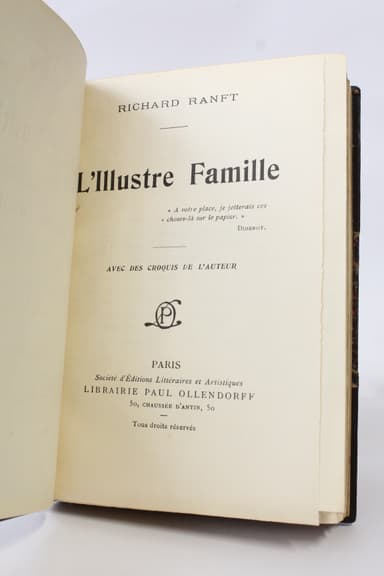 RICHARD RANFT
L'Illustre Famille
« A votre place, je jetterais ces
« choses-là sur le papier. »
DIDEROT.
AVEC DES CROQUIS DE L'AUTEUR
PARIS
Société d'Éditions Littéraires et Artistiques
LIBRAIRIE PAUL OLLENDORFF
50, CHAUSSÉE D'ANTIN, 50
Tous droits réservés